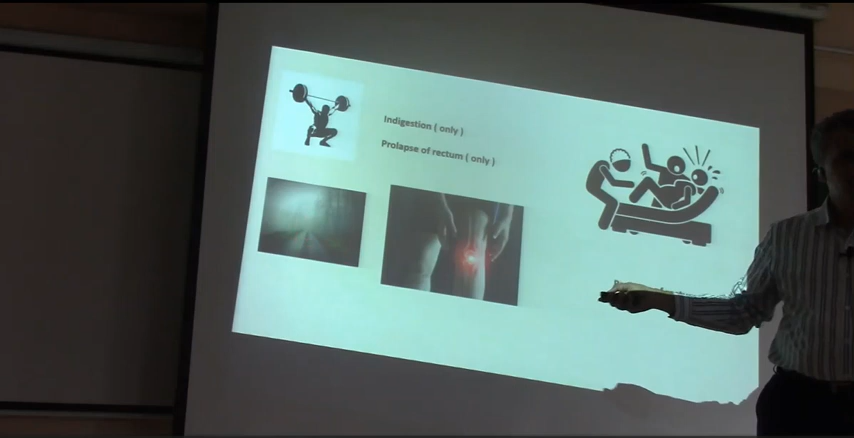 Indigestion ( only )
Prolapse of rectum ( only )